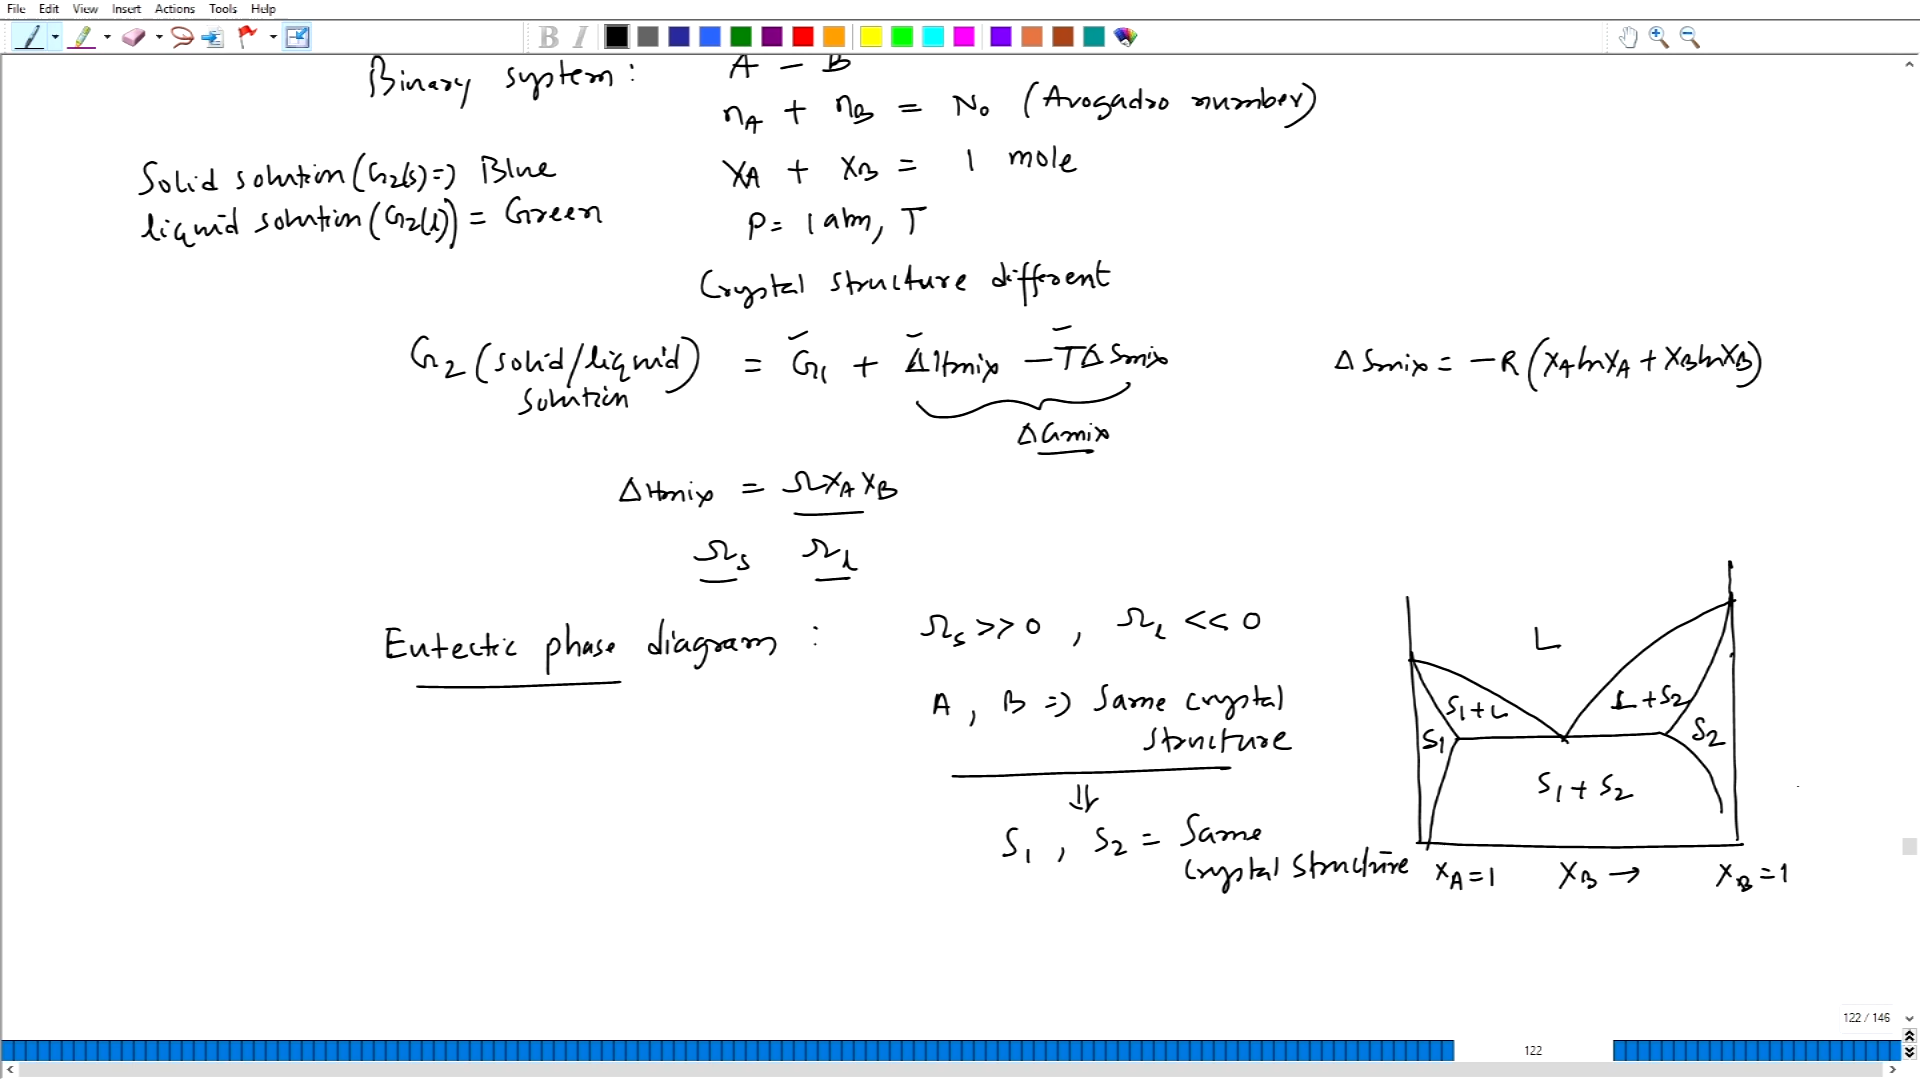 File Edit View Insert Actions Tools Help
B I
Binary system : A – B
nA + nB = N₀ (Avogadro number)
Solid solution (G2(s) => Blue
XA + XB = 1 mole
liquid solution (G2(l)) = Green
P = 1 atm, T
Crystal structure different
G2 (solid/liquid) = G1 + ΔHmix – TΔSmix
solution
ΔSmix = –R (XA ln XA + XB ln XB)
ΔGmix
ΔHmix = ΩXA XB
Ωs Ωl
Eutectic phase diagram : Ωs >> 0 , Ωl << 0
A , B => Same crystal
structure
⇓
S1 , S2 = Same
crystal structure
L
S1+L
L+S2
S1
S2
S1 + S2
XA=1 XB → XB=1
122 / 146
122